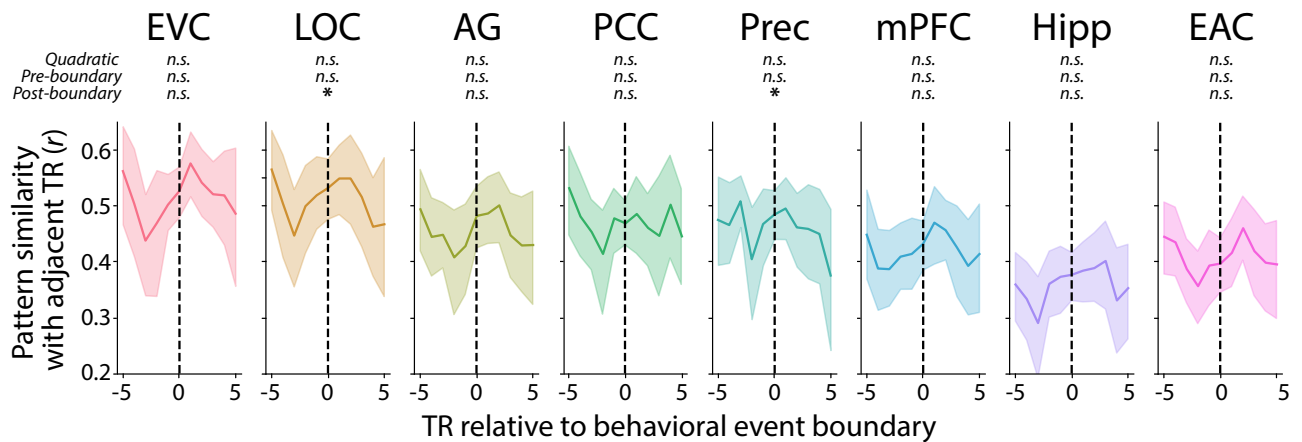 EVC LOC AG PCC Prec mPFC Hipp EAC
Quadratic n.s. n.s. n.s. n.s. n.s. n.s. n.s. n.s.
Pre-boundary n.s. n.s. n.s. n.s. n.s. n.s. n.s. n.s.
Post-boundary n.s. * n.s. n.s. * n.s. n.s. n.s.
Pattern similarity
with adjacent TR (r)
0.6
0.5
0.4
0.3
0.2
-5 0 5 -5 0 5 -5 0 5 -5 0 5 -5 0 5 -5 0 5 -5 0 5 -5 0 5
TR relative to behavioral event boundary